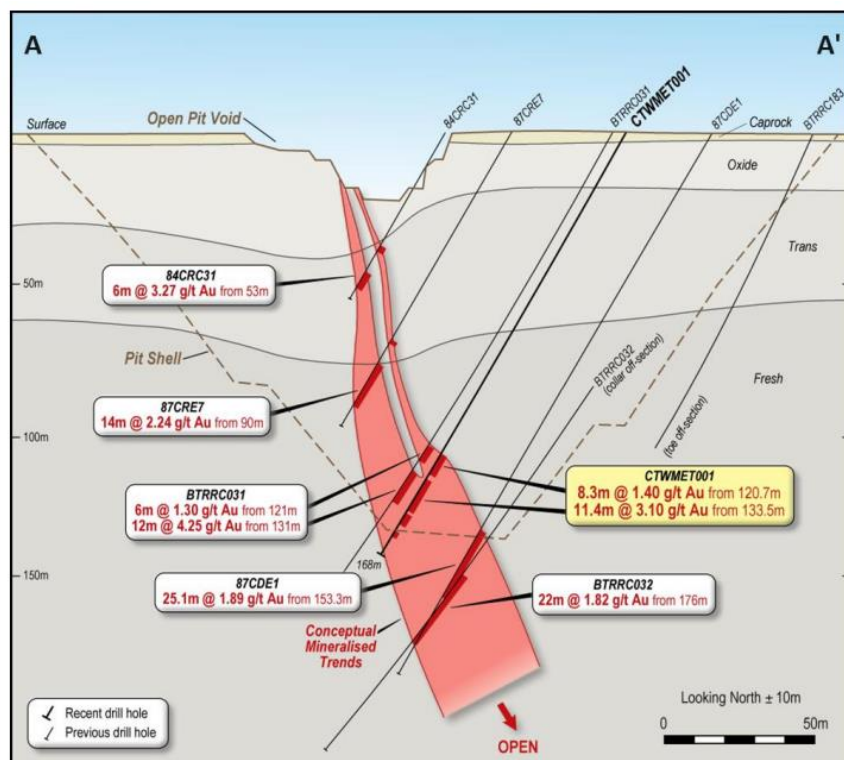 A
A'
Open Pit Void
Surface
84CRC31
87CRE7
BTRRC031
CTWMET001
87CDE1
Caprock
BTRRC183
Oxide
Trans
50m
84CRC31
6m @ 3.27 g/t Au from 53m
Pit Shell
BTRRC032
(collar off-section)
Fresh
(toe off-section)
87CRE7
14m @ 2.24 g/t Au from 90m
100m
CTWMET001
8.3m @ 1.40 g/t Au from 120.7m
11.4m @ 3.10 g/t Au from 133.5m
BTRRC031
6m @ 1.30 g/t Au from 121m
12m @ 4.25 g/t Au from 131m
168m
150m
87CDE1
25.1m @ 1.89 g/t Au from 153.3m
BTRRC032
22m @ 1.82 g/t Au from 176m
Conceptual
Mineralised
Trends
Recent drill hole
Previous drill hole
OPEN
Looking North ± 10m
0
50m